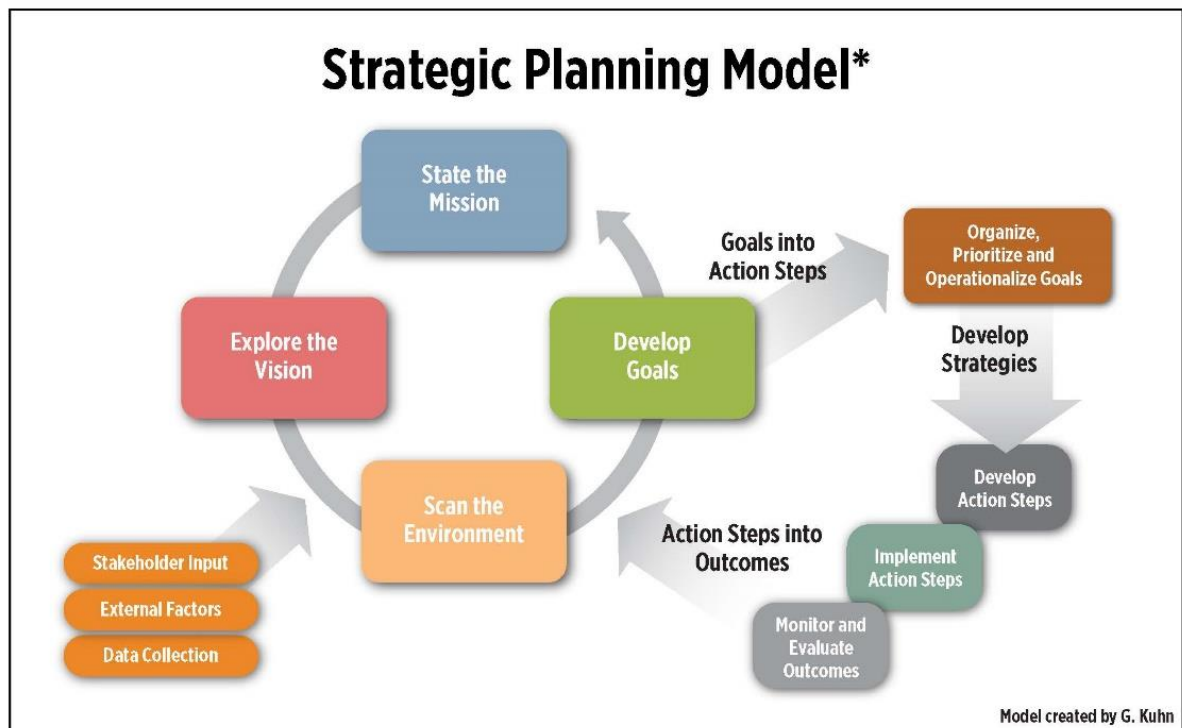 Strategic Planning Model*
State the
Mission
Explore the
Vision
Develop
Goals
Scan the
Environment
Stakeholder Input
External Factors
Data Collection
Goals into
Action Steps
Organize,
Prioritize and
Operationalize Goals
Develop
Strategies
Develop
Action Steps
Implement
Action Steps
Monitor and
Evaluate
Outcomes
Action Steps into
Outcomes
Model created by G. Kuhn